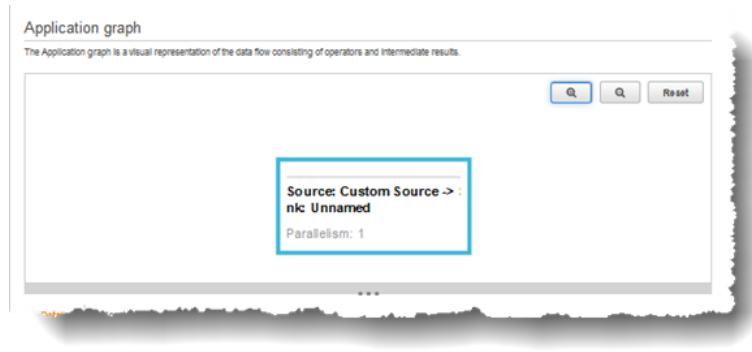 Application graph
The Application graph is a visual representation of the data flow consisting of operators and intermediate results.
Reset
Source: Custom Source ->
nk: Unnamed
Parallelism: 1